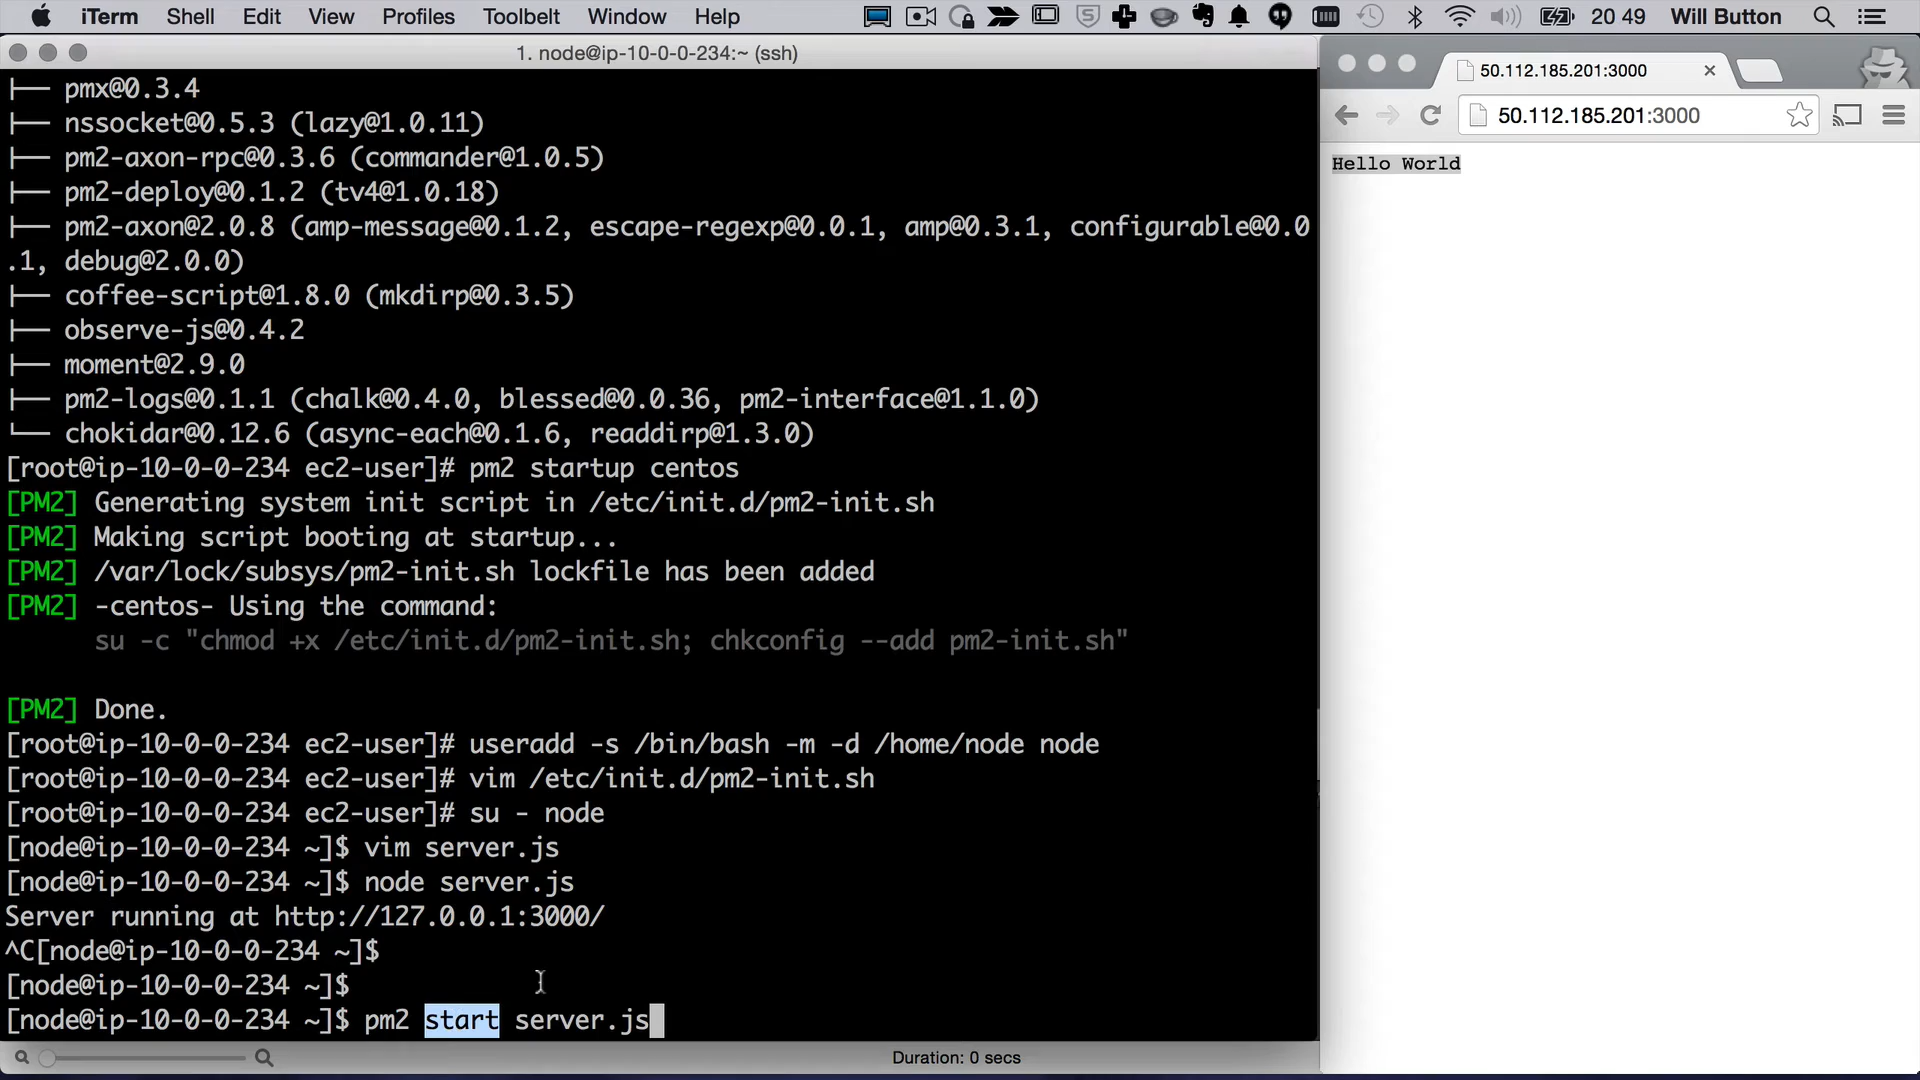 iTerm Shell Edit View Profiles Toolbelt Window Help 20 49 Will Button
1. node@ip-10-0-0-234:~ (ssh)
50.112.185.201:3000
50.112.185.201:3000
Hello World
├── pmx@0.3.4
├── nssocket@0.5.3 (lazy@1.0.11)
├── pm2-axon-rpc@0.3.6 (commander@1.0.5)
├── pm2-deploy@0.1.2 (tv4@1.0.18)
├── pm2-axon@2.0.8 (amp-message@0.1.2, escape-regexp@0.0.1, amp@0.3.1, configurable@0.0
.1, debug@2.0.0)
├── coffee-script@1.8.0 (mkdirp@0.3.5)
├── observe-js@0.4.2
├── moment@2.9.0
├── pm2-logs@0.1.1 (chalk@0.4.0, blessed@0.0.36, pm2-interface@1.1.0)
└── chokidar@0.12.6 (async-each@0.1.6, readdirp@1.3.0)
[root@ip-10-0-0-234 ec2-user]# pm2 startup centos
[PM2] Generating system init script in /etc/init.d/pm2-init.sh
[PM2] Making script booting at startup...
[PM2] /var/lock/subsys/pm2-init.sh lockfile has been added
[PM2] -centos- Using the command:
su -c "chmod +x /etc/init.d/pm2-init.sh; chkconfig --add pm2-init.sh"
[PM2] Done.
[root@ip-10-0-0-234 ec2-user]# useradd -s /bin/bash -m -d /home/node node
[root@ip-10-0-0-234 ec2-user]# vim /etc/init.d/pm2-init.sh
[root@ip-10-0-0-234 ec2-user]# su - node
[node@ip-10-0-0-234 ~]$ vim server.js
[node@ip-10-0-0-234 ~]$ node server.js
Server running at http://127.0.0.1:3000/
^C[node@ip-10-0-0-234 ~]$
[node@ip-10-0-0-234 ~]$
[node@ip-10-0-0-234 ~]$ pm2 start server.js
Duration: 0 secs